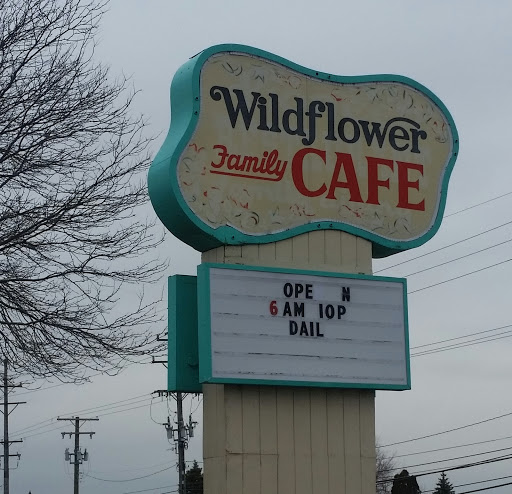 Wildflower
Family CAFE
OPE N
6 AM 10P
DAIL